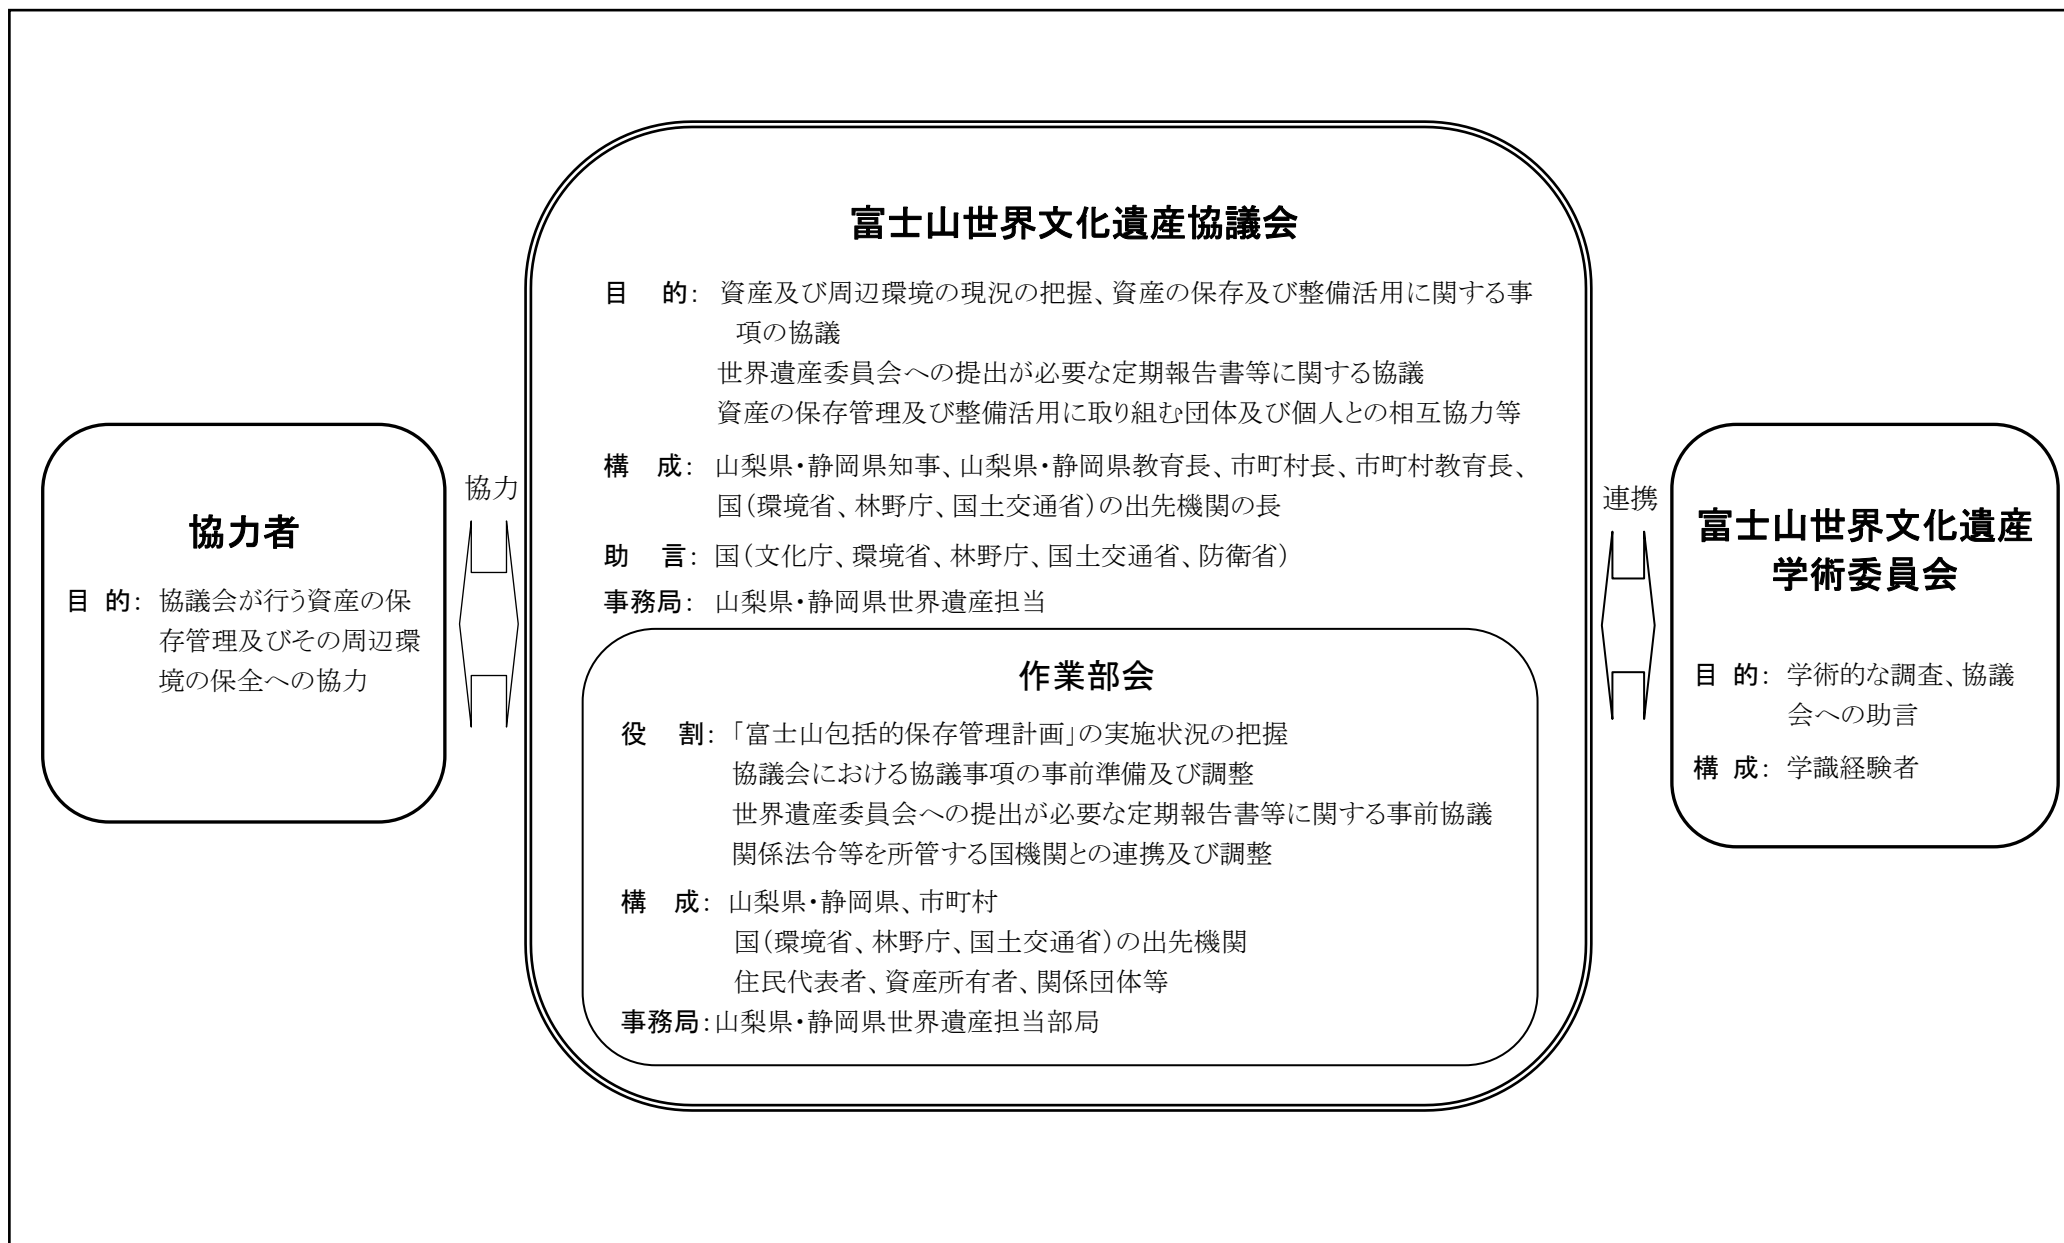 富士山世界文化遺産協議会
目　的： 資産及び周辺環境の現況の把握、資産の保存及び整備活用に関する事
項の協議
世界遺産委員会への提出が必要な定期報告書等に関する協議
資産の保存管理及び整備活用に取り組む団体及び個人との相互協力等
構　成： 山梨県・静岡県知事、山梨県・静岡県教育長、市町村長、市町村教育長、
国（環境省、林野庁、国土交通省）の出先機関の長
助　言： 国（文化庁、環境省、林野庁、国土交通省、防衛省）
事務局： 山梨県・静岡県世界遺産担当
作業部会
役　割： 「富士山包括的保存管理計画」の実施状況の把握
協議会における協議事項の事前準備及び調整
世界遺産委員会への提出が必要な定期報告書等に関する事前協議
関係法令等を所管する国機関との連携及び調整
構　成： 山梨県・静岡県、市町村
国（環境省、林野庁、国土交通省）の出先機関
住民代表者、資産所有者、関係団体等
事務局：山梨県・静岡県世界遺産担当部局
協力
協力者
目 的： 協議会が行う資産の保
存管理及びその周辺環
境の保全への協力
連携
富士山世界文化遺産
学術委員会
目 的： 学術的な調査、協議
会への助言
構 成： 学識経験者